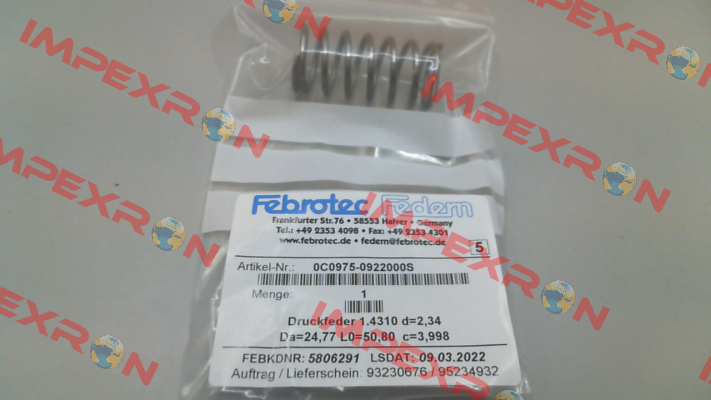 IMPEXRON
IMPEXRON
IMPEXRON
IMPEXRON
IMPEXRON
IMPEXRON
Febrotec Federn
Frankfurter Str.76 • 58553 Halver • Germany
Tel.: +49 2353 4098 • Fax: +49 2353 4301
www.febrotec.de • federn@febrotec.de
5
Artikel-Nr.: 0C0975-0922000S
Menge: 1
Druckfeder 1.4310 d=2,34
Da=24,77 L0=50,80 c=3,998
FEBKDNR: 5806291 LSDAT: 09.03.2022
Auftrag / Lieferschein: 93230676 / 95234932